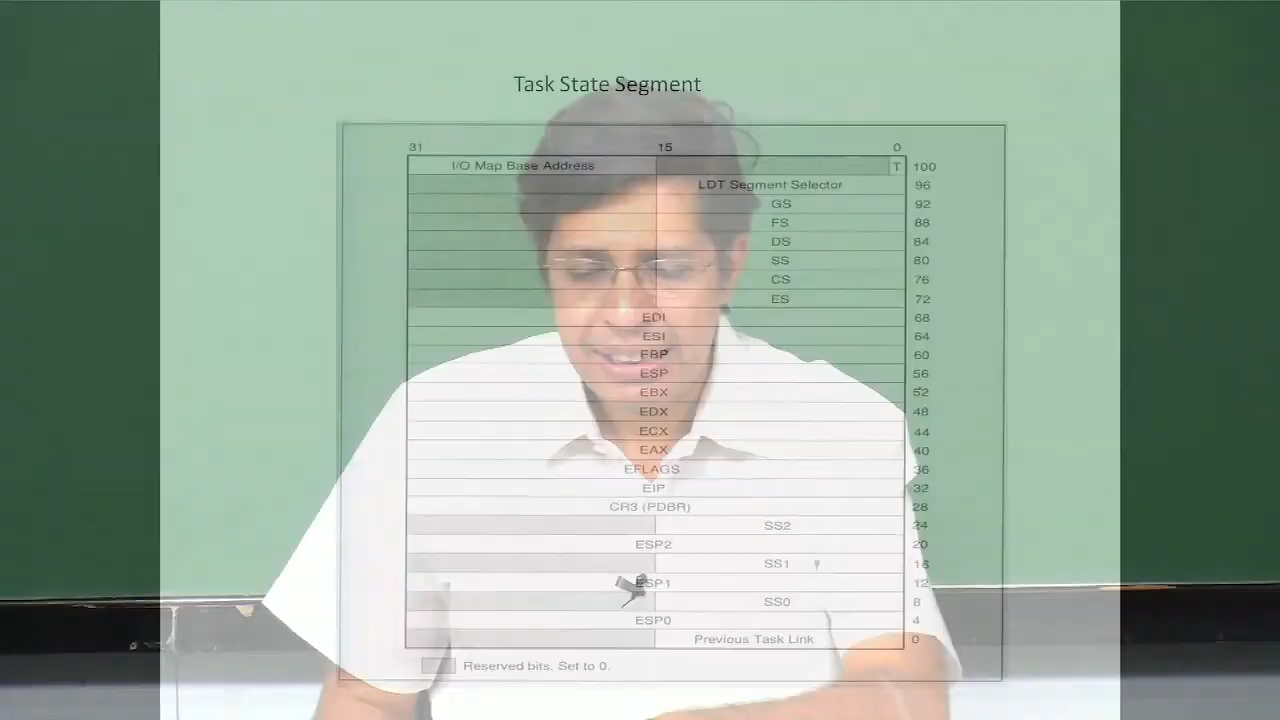 Task State Segment
31 15 0
I/O Map Base Address T 100
LDT Segment Selector 96
GS 92
FS 88
DS 84
SS 80
CS 76
ES 72
EDI 68
ESI 64
EBP 60
ESP 56
EBX 52
EDX 48
ECX 44
EAX 40
EFLAGS 36
EIP 32
CR3 (PDBR) 28
SS2 24
ESP2 20
SS1 16
ESP1 12
SS0 8
ESP0 4
Previous Task Link 0
Reserved bits. Set to 0.